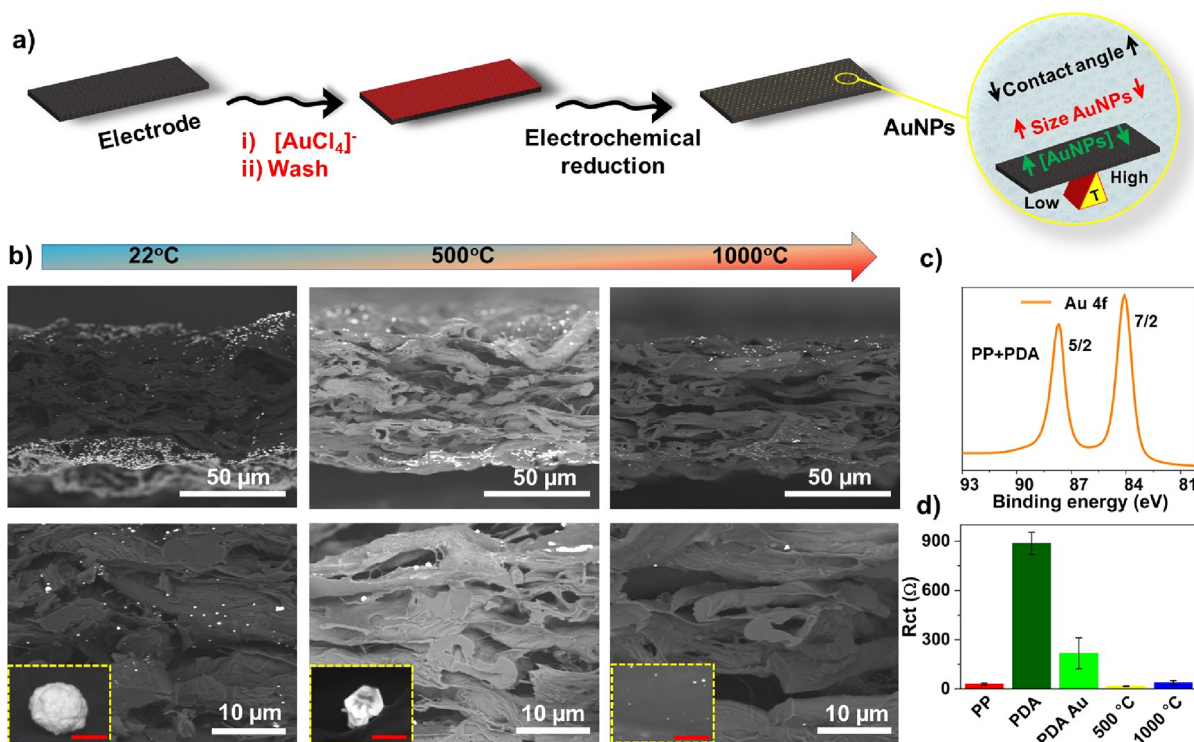 a)
Electrode
i) [AuCl4]-
ii) Wash
Electrochemical
reduction
AuNPs
Contact angle
Size AuNPs
[AuNPs]
High
Low
T
b)
22°C
500°C
1000°C
50 µm
50 µm
50 µm
10 µm
10 µm
10 µm
c)
Au 4f
7/2
5/2
PP+PDA
93
90
87
84
81
Binding energy (eV)
d)
900
600
300
0
Rct (Ω)
PP
PDA
PDA Au
500 °C
1000 °C